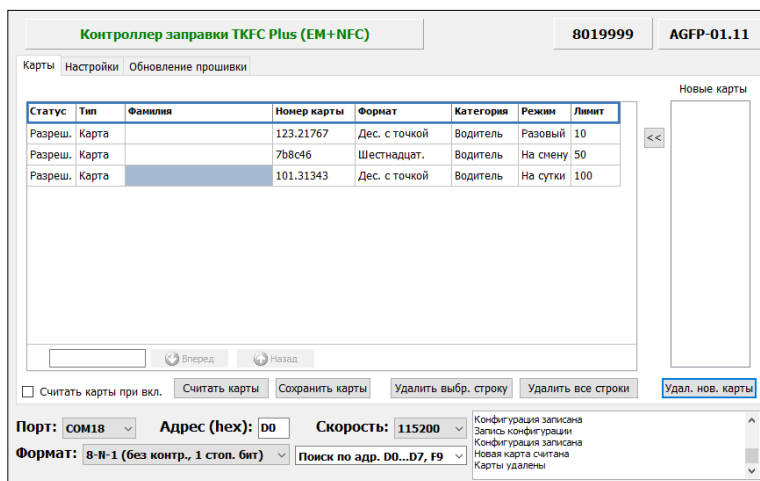 Контроллер заправки TKFC Plus (EM+NFC) 8019999 AGFP-01.11
Карты Настройки Обновление прошивки
Новые карты
Статус Тип Фамилия Номер карты Формат Категория Режим Лимит
Разреш. Карта 123.21767 Дес. с точкой Водитель Разовый 10
<<
Разреш. Карта 7b8c46 Шестнадцат. Водитель На смену 50
Разреш. Карта 101.31343 Дес. с точкой Водитель На сутки 100
Вперед Назад
Считать карты при вкл. Считать карты Сохранить карты Удалить выбр. строку Удалить все строки Удал. нов. карты
Порт: COM18 Адрес (hex): D0 Скорость: 115200
Формат: 8-N-1 (без контр., 1 стоп. бит) Поиск по адр. D0...D7, F9
Конфигурация записана
Запись конфигурации
Конфигурация записана
Новая карта считана
Карты удалены